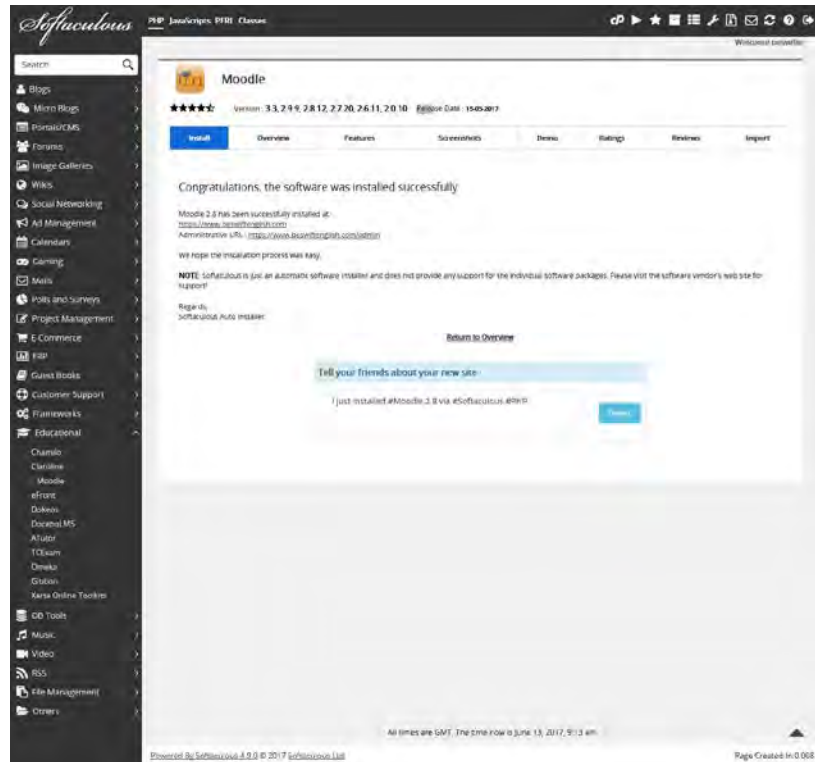 Softaculous
PHP JavaScripts PERL Classes
Welcome
Search
Moodle
Version : 3.3, 2.9.9, 2.8.12, 2.7.20, 2.6.11, 2.0.10 Release Date : 15-05-2017
Install Overview Features Screenshots Demo Ratings Reviews Import
Blogs
Micro Blogs
Portals/CMS
Forums
Image Galleries
Wikis
Social Networking
Ad Management
Calendars
Gaming
Mails
Polls and Surveys
Project Management
E-Commerce
ERP
Guest Books
Customer Support
Frameworks
Educational
Chamilo
Claroline
Moodle
eFront
Dokeos
Docebo LMS
ATutor
TCExam
Omeka
Gibbon
Xerte Online Toolkits
DB Tools
Music
Video
RSS
File Management
Others
Congratulations, the software was installed successfully
Moodle 2.8 has been successfully installed at :
Administrative URL :
We hope the installation process was easy.
NOTE: Softaculous is just an automatic software installer and does not provide any support for the individual software packages. Please visit the software vendor's web site for
support!
Regards,
Softaculous Auto Installer
Return to Overview
Tell your friends about your new site
I just installed #Moodle 2.8 via #Softaculous #PHP
Tweet
All times are GMT. The time now is June 13, 2017, 9:13 am.
Powered By Softaculous 4.9.0 © 2017 Softaculous Ltd.
Page Created In:0.068